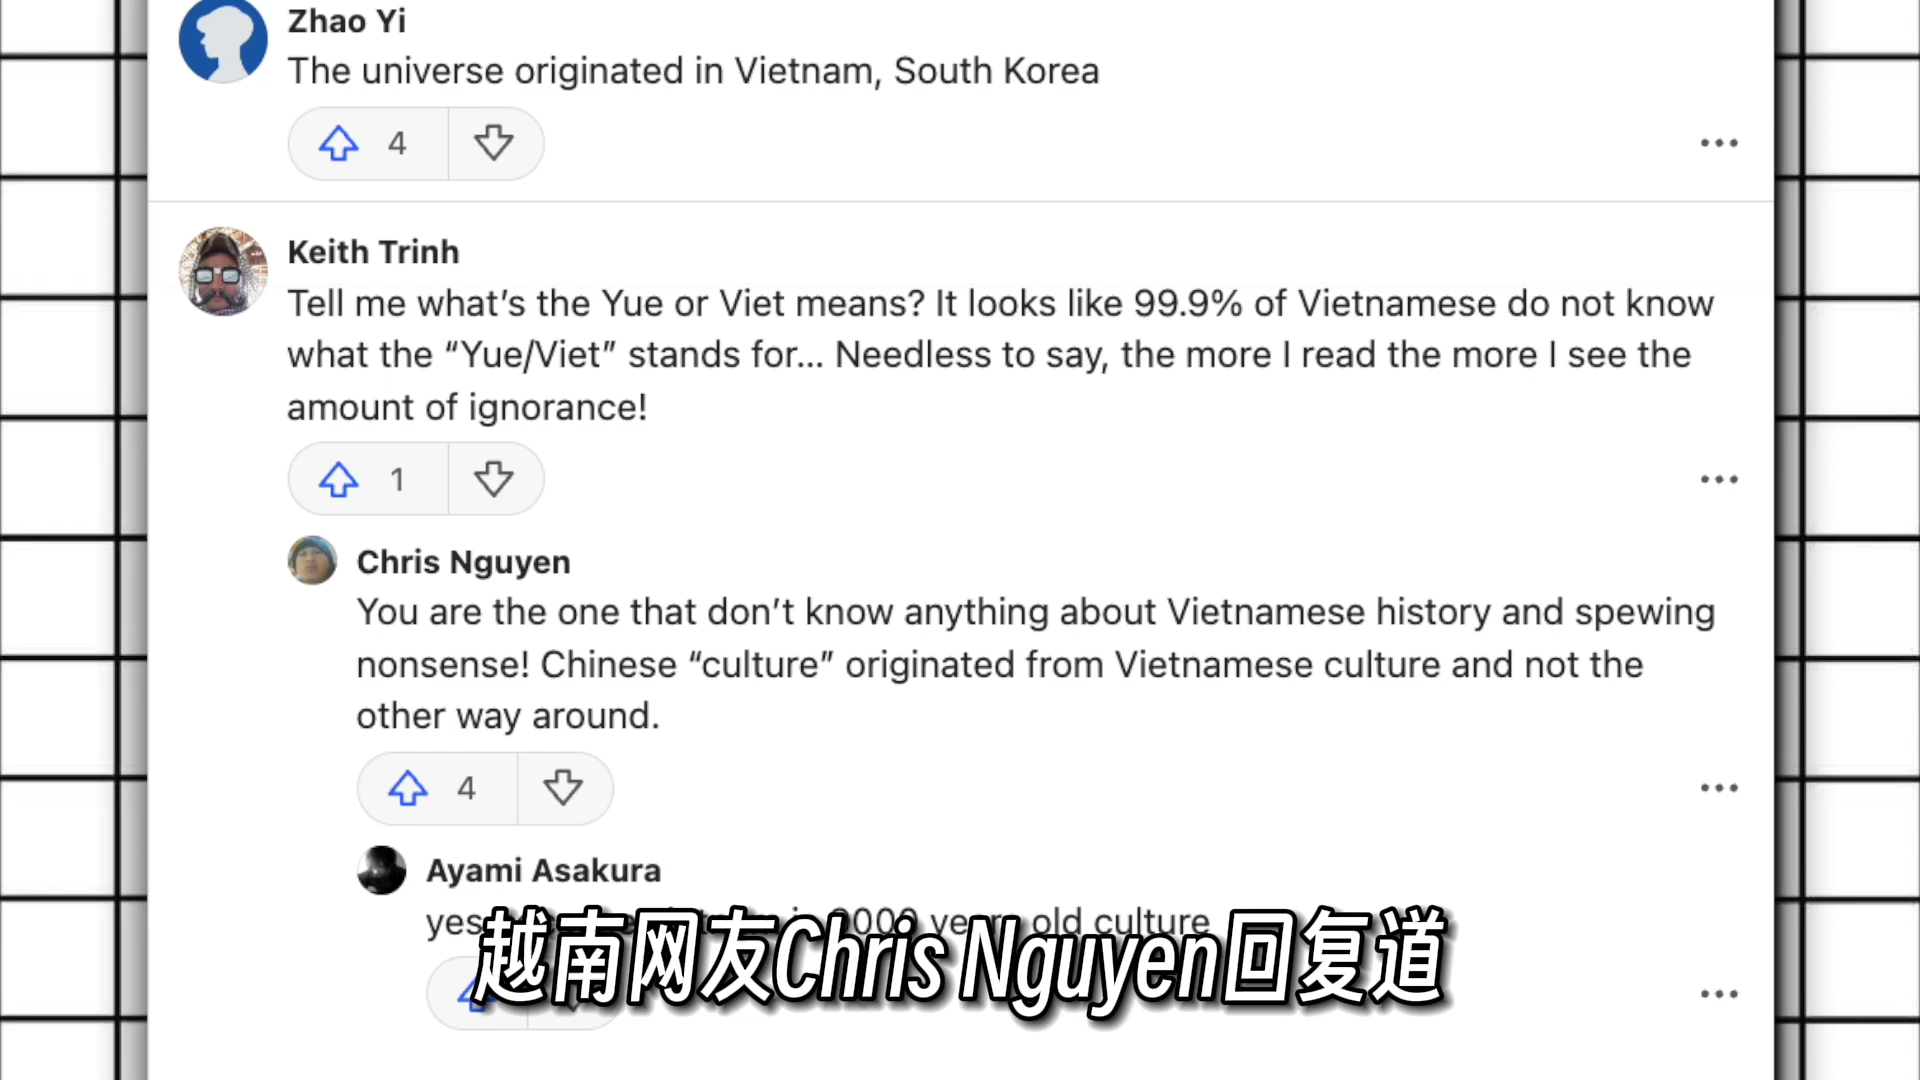 Zhao Yi
The universe originated in Vietnam, South Korea
4
Keith Trinh
Tell me what’s the Yue or Viet means? It looks like 99.9% of Vietnamese do not know
what the “Yue/Viet” stands for... Needless to say, the more I read the more I see the
amount of ignorance!
1
Chris Nguyen
You are the one that don’t know anything about Vietnamese history and spewing
nonsense! Chinese “culture” originated from Vietnamese culture and not the
other way around.
4
Ayami Asakura
yes old culture
越南网友Chris Nguyen回复道